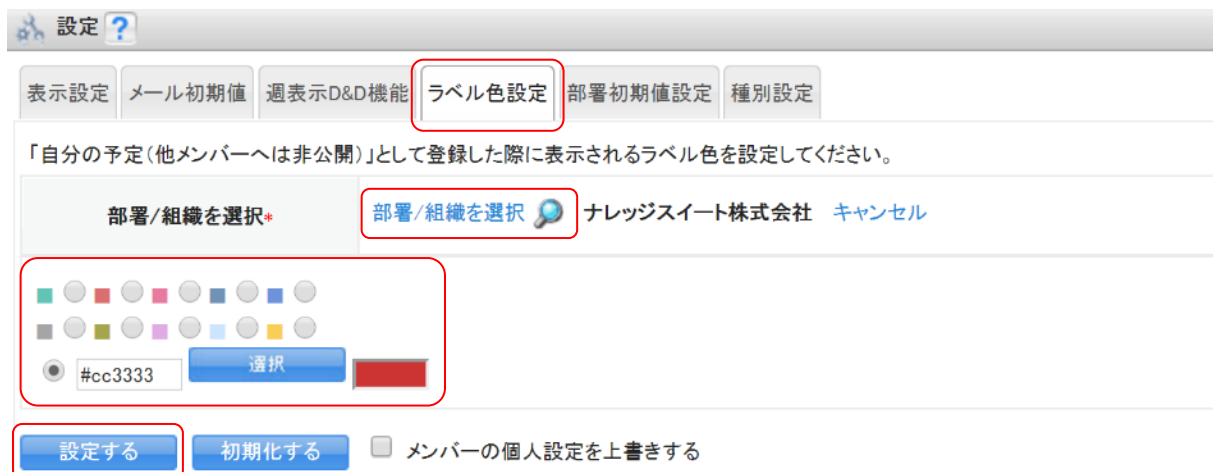 設定 ?
表示設定 メール初期値 週表示D&D機能 ラベル色設定 部署初期値設定 種別設定
「自分の予定(他メンバーへは非公開)」として登録した際に表示されるラベル色を設定してください。
部署/組織を選択* 部署/組織を選択 ナレッジスイート株式会社 キャンセル
#cc3333 選択
設定する 初期化する メンバーの個人設定を上書きする